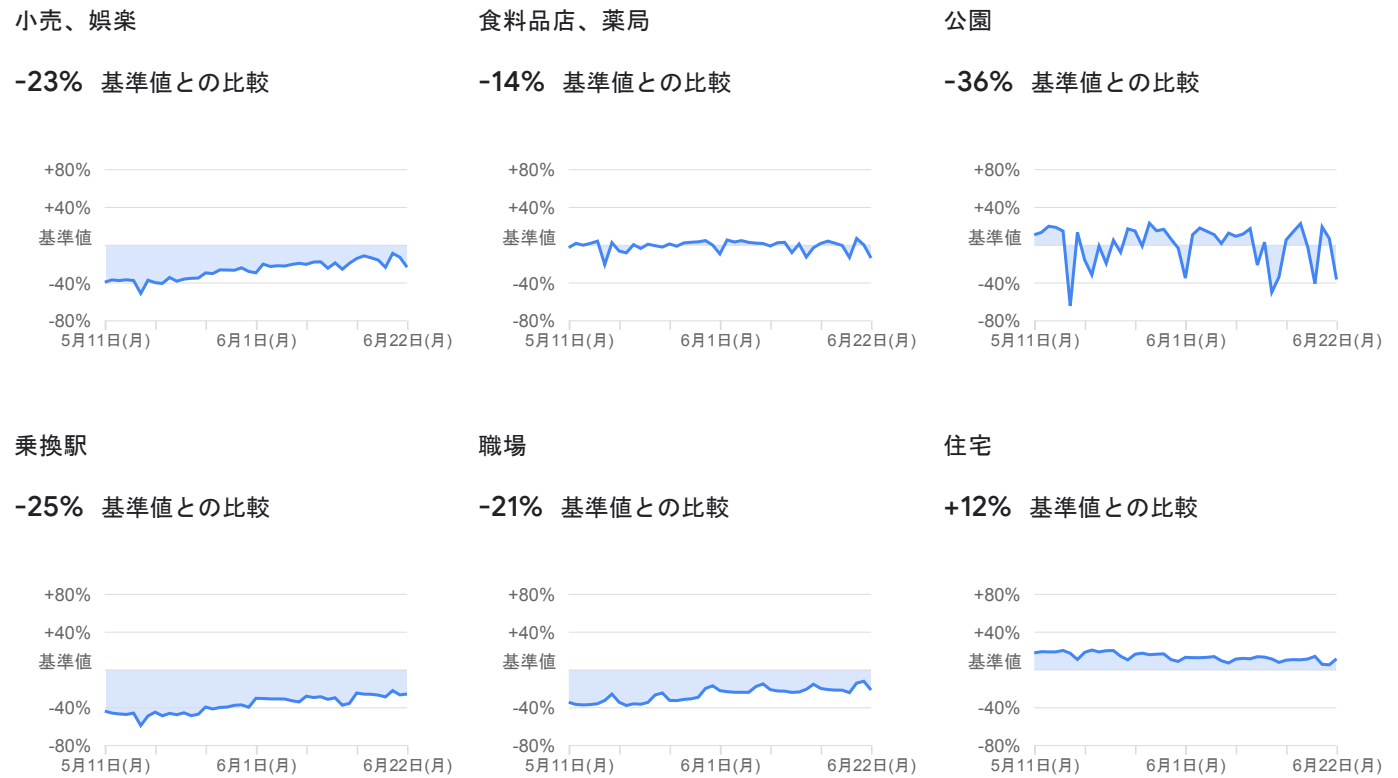 小売、娯楽
-23% 基準値との比較
+80%
+40%
基準値
-40%
-80%
5月11日(月) 6月1日(月) 6月22日(月)
食料品店、薬局
-14% 基準値との比較
+80%
+40%
基準値
-40%
-80%
5月11日(月) 6月1日(月) 6月22日(月)
公園
-36% 基準値との比較
+80%
+40%
基準値
-40%
-80%
5月11日(月) 6月1日(月) 6月22日(月)
乗換駅
-25% 基準値との比較
+80%
+40%
基準値
-40%
-80%
5月11日(月) 6月1日(月) 6月22日(月)
職場
-21% 基準値との比較
+80%
+40%
基準値
-40%
-80%
5月11日(月) 6月1日(月) 6月22日(月)
住宅
+12% 基準値との比較
+80%
+40%
基準値
-40%
-80%
5月11日(月) 6月1日(月) 6月22日(月)